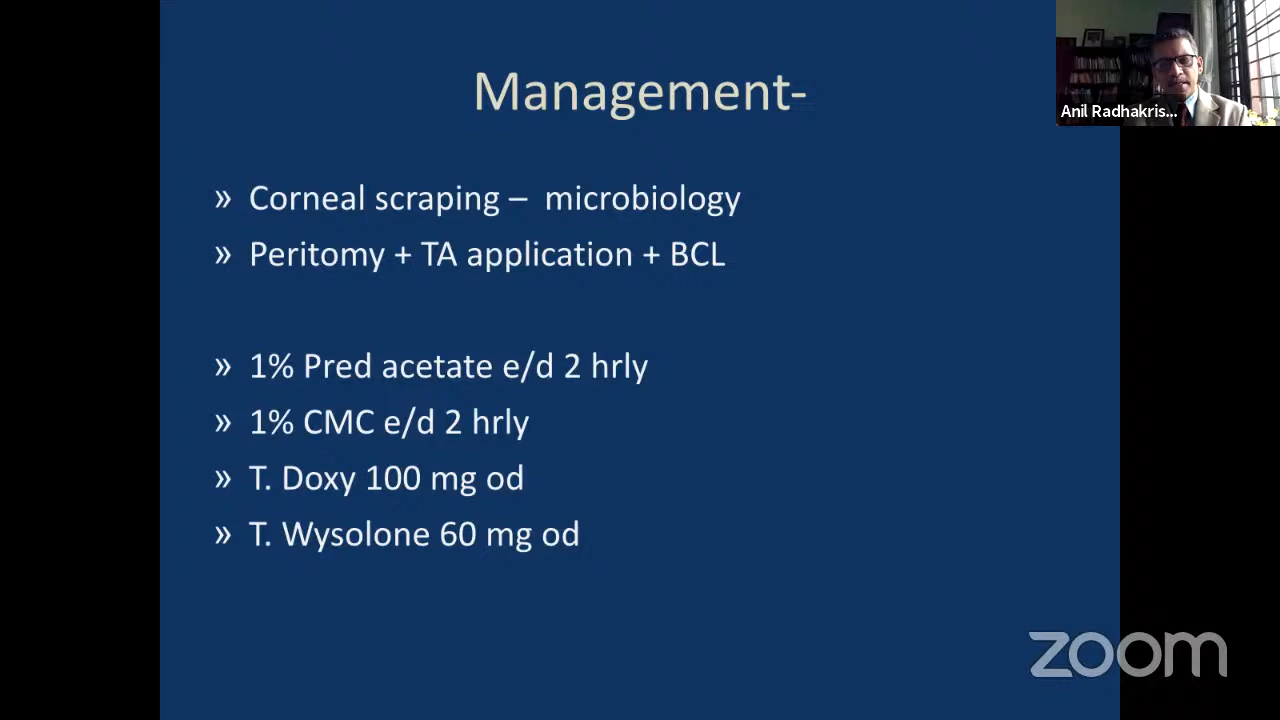 Management-
Anil Radhakris...
» Corneal scraping – microbiology
» Peritomy + TA application + BCL
» 1% Pred acetate e/d 2 hrly
» 1% CMC e/d 2 hrly
» T. Doxy 100 mg od
» T. Wysolone 60 mg od
zoom